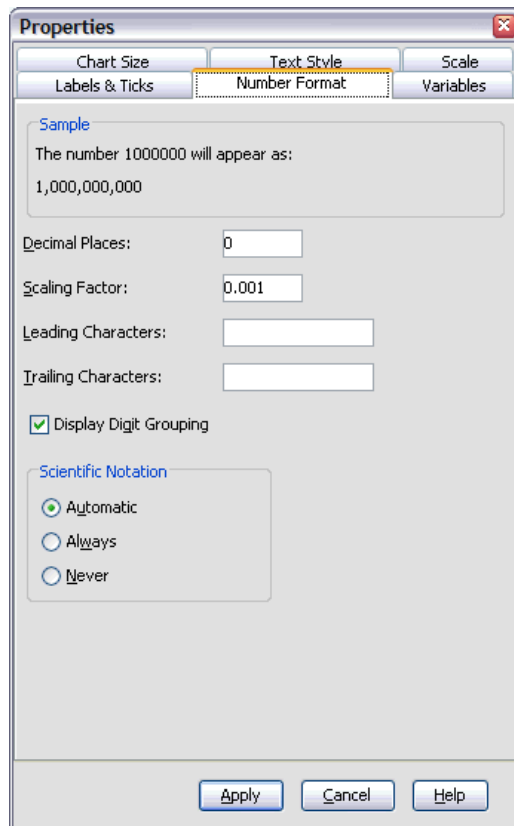 Properties
Chart Size Text Style Scale
Labels & Ticks Number Format Variables
Sample
The number 1000000 will appear as:
1,000,000,000
Decimal Places: 0
Scaling Factor: 0.001
Leading Characters:
Trailing Characters:
Display Digit Grouping
Scientific Notation
Automatic
Always
Never
Apply Cancel Help